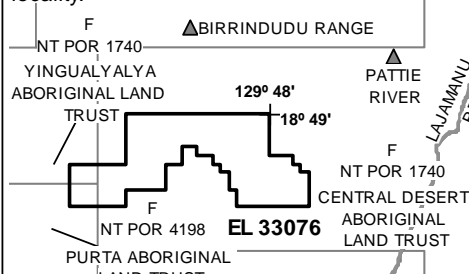 locality.
F
NT POR 1740
YINGUALYALYA
ABORIGINAL LAND
TRUST
BIRRINDUDU RANGE
PATTIE
RIVER
LAJAMANU
129º 48'
18º 49'
F
NT POR 1740
CENTRAL DESERT
ABORIGINAL
LAND TRUST
F
NT POR 4198
EL 33076
PURTA ABORIGINAL
LAND TRUST